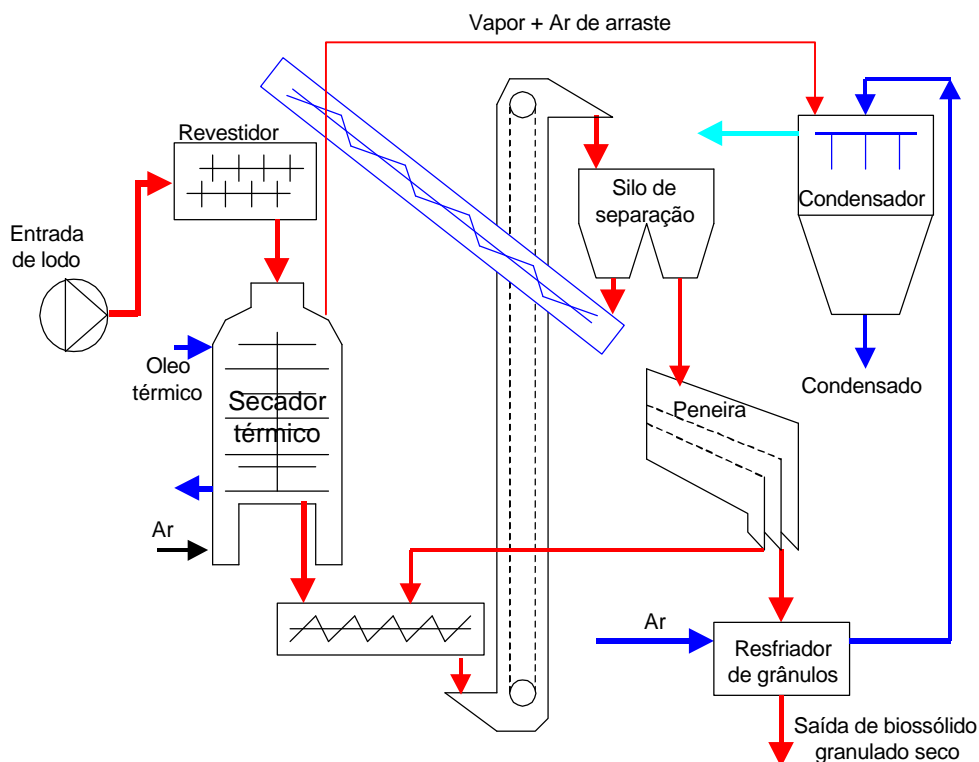 Vapor + Ar de arraste
Revestidor
Entrada
de lodo
Silo de
separação
Condensador
Oleo
térmico
Secador
térmico
Condensado
Peneira
Ar
Ar
Resfriador
de grânulos
Saída de biossólido
granulado seco